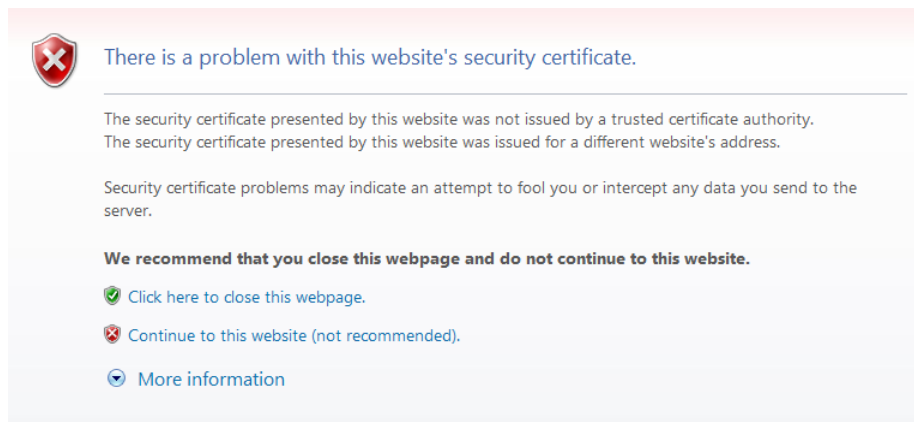 There is a problem with this website's security certificate.
The security certificate presented by this website was not issued by a trusted certificate authority.
The security certificate presented by this website was issued for a different website's address.
Security certificate problems may indicate an attempt to fool you or intercept any data you send to the
server.
We recommend that you close this webpage and do not continue to this website.
Click here to close this webpage.
Continue to this website (not recommended).
More information